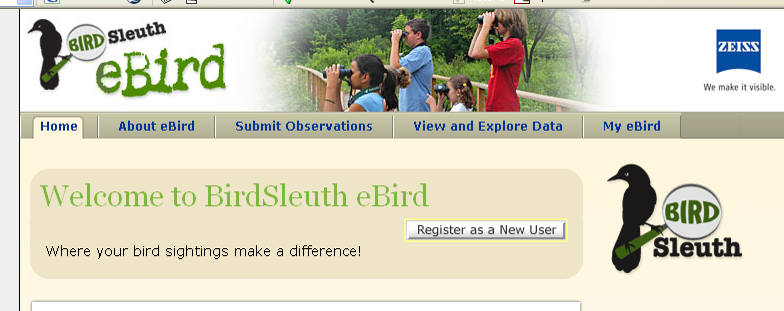 BIRD Sleuth
eBird
ZEISS
We make it visible.
Home
About eBird
Submit Observations
View and Explore Data
My eBird
Welcome to BirdSleuth eBird
Register as a New User
Where your bird sightings make a difference!
BIRD
Sleuth